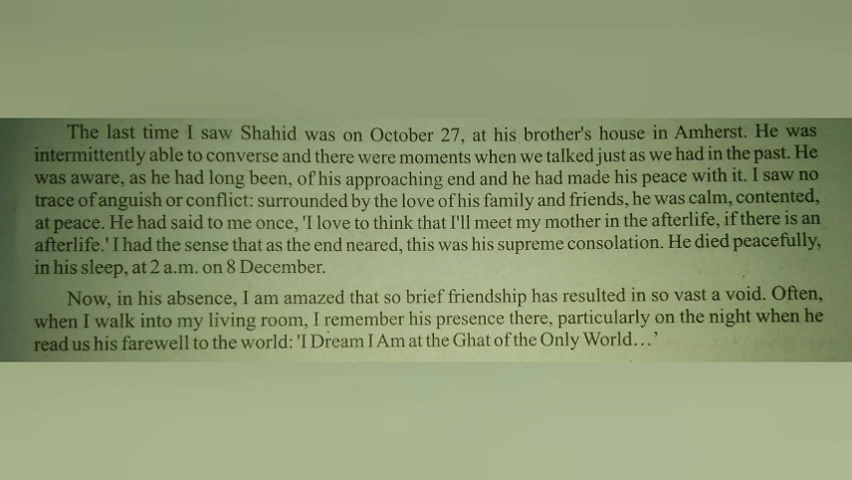 The last time I saw Shahid was on October 27, at his brother's house in Amherst. He was
intermittently able to converse and there were moments when we talked just as we had in the past. He
was aware, as he had long been, of his approaching end and he had made his peace with it. I saw no
trace of anguish or conflict: surrounded by the love of his family and friends, he was calm, contented,
at peace. He had said to me once, 'I love to think that I'll meet my mother in the afterlife, if there is an
afterlife.' I had the sense that as the end neared, this was his supreme consolation. He died peacefully,
in his sleep, at 2 a.m. on 8 December.
Now, in his absence, I am amazed that so brief friendship has resulted in so vast a void. Often,
when I walk into my living room, I remember his presence there, particularly on the night when he
read us his farewell to the world: 'I Dream I Am at the Ghat of the Only World...’